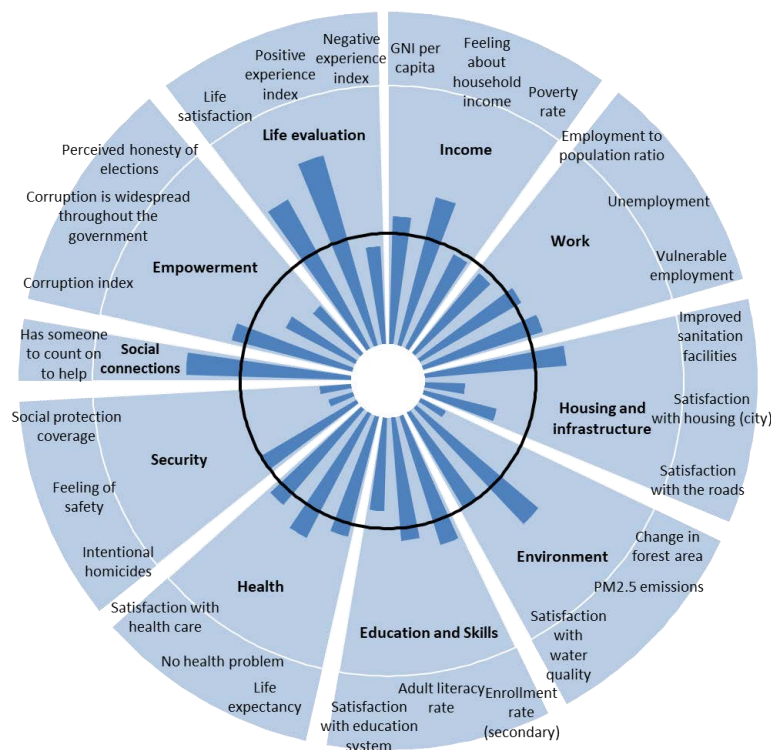 GNI per
capita
Feeling
about
household
income
Poverty
rate
Income
Employment to
population ratio
Unemployment
Vulnerable
employment
Work
Improved
sanitation
facilities
Satisfaction
with housing (city)
Satisfaction
with the roads
Housing and
infrastructure
Change in
forest area
PM2.5 emissions
Satisfaction
with
water
quality
Environment
Enrollment
rate
(secondary)
Adult literacy
rate
Satisfaction
with education
system
Education and Skills
Life
expectancy
No health problem
Satisfaction with
health care
Health
Intentional
homicides
Feeling of
safety
Social protection
coverage
Security
Has someone
to count on
to help
Social
connections
Corruption index
Corruption is widespread
throughout the
government
Perceived honesty of
elections
Empowerment
Life
satisfaction
Positive
experience
index
Negative
experience
index
Life evaluation